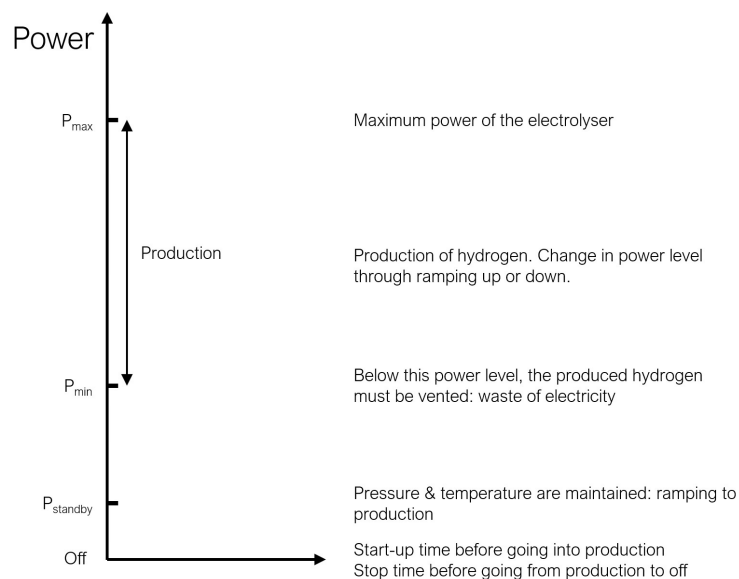 Power
P_max
Maximum power of the electrolyser
Production
Production of hydrogen. Change in power level
through ramping up or down.
P_min
Below this power level, the produced hydrogen
must be vented: waste of electricity
P_standby
Pressure & temperature are maintained: ramping to
production
Off
Start-up time before going into production
Stop time before going from production to off